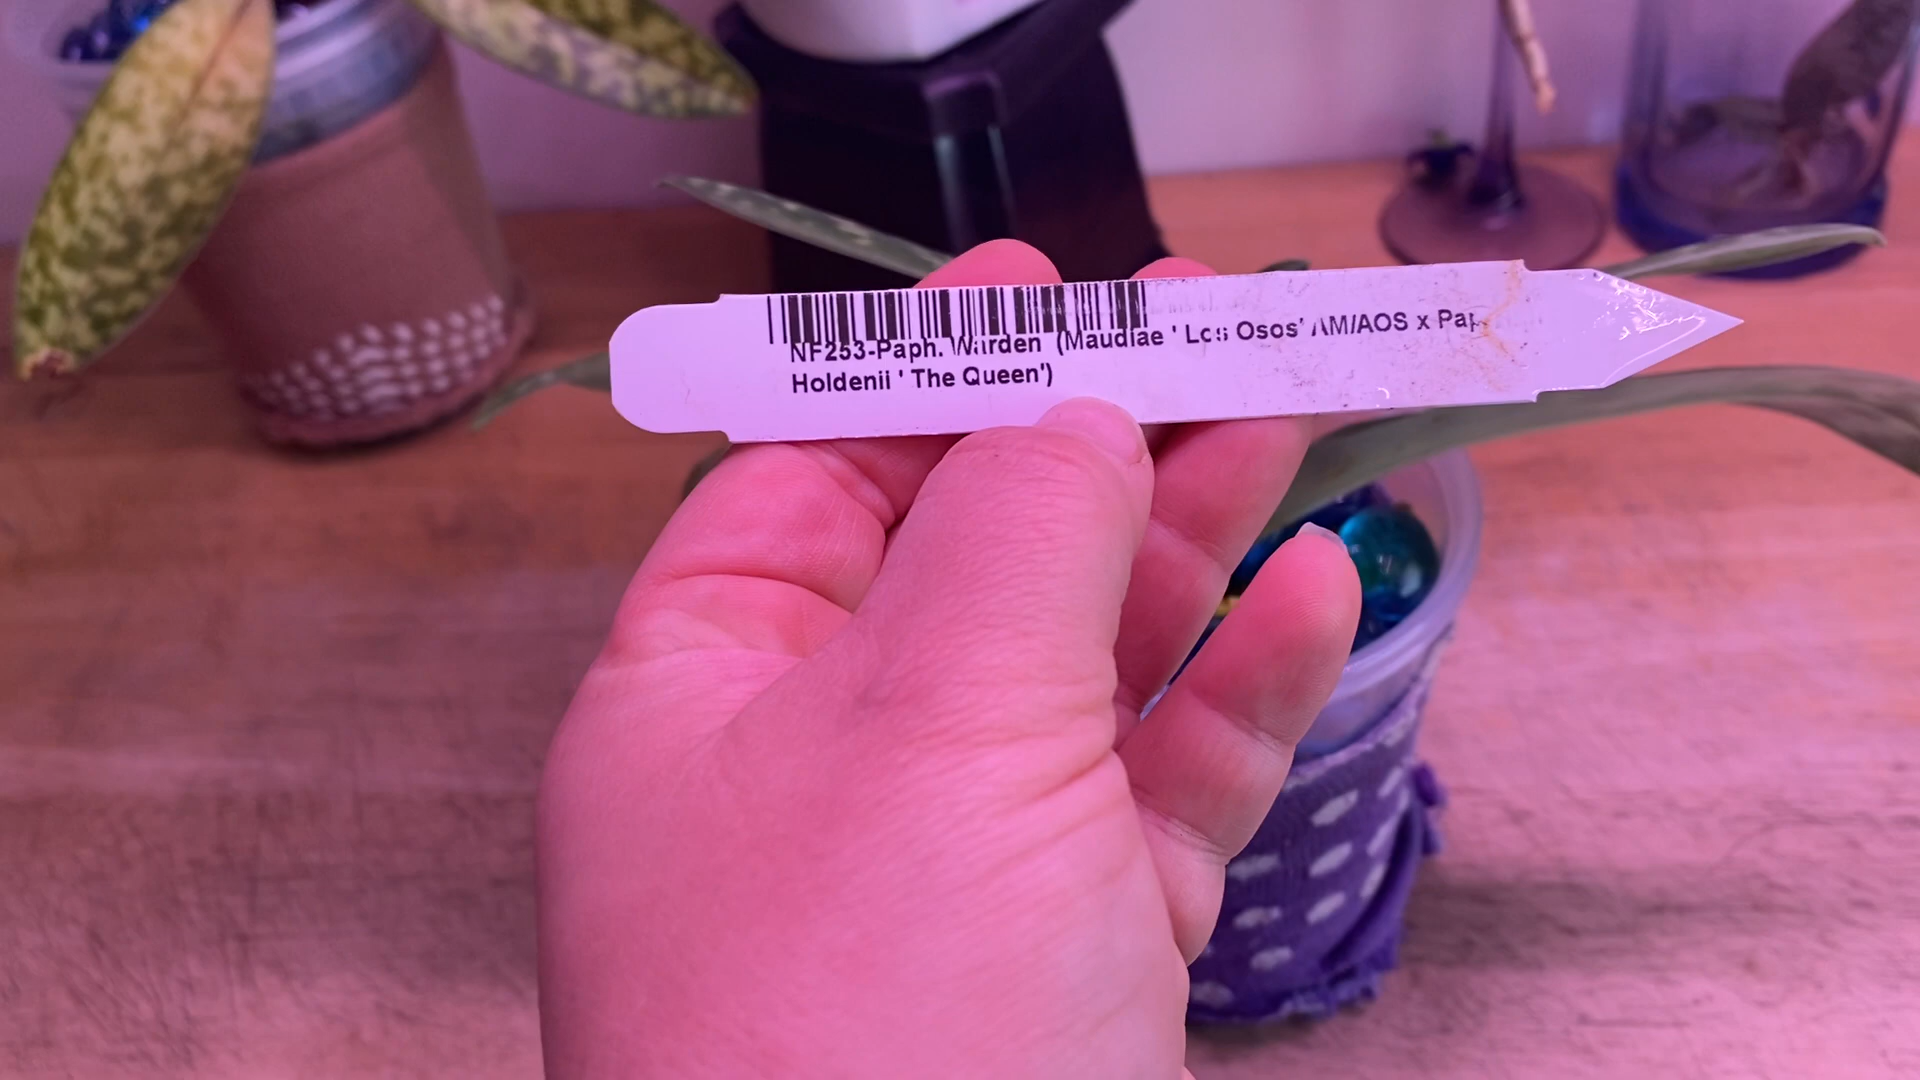 NF253-Paph. Warden (Maudiae ' Los Osos' AM/AOS x Pap
Holdenii ' The Queen')